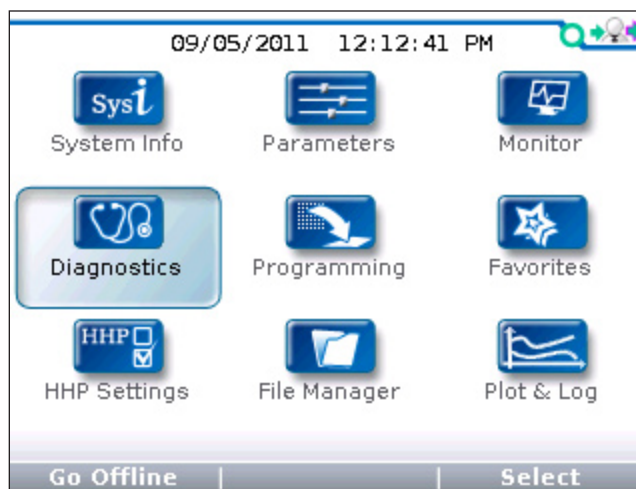 09/05/2011 12:12:41 PM
Sysi
System Info
Parameters
Monitor
Diagnostics
Programming
Favorites
HHP
HHP Settings
File Manager
Plot & Log
Go Offline | | Select